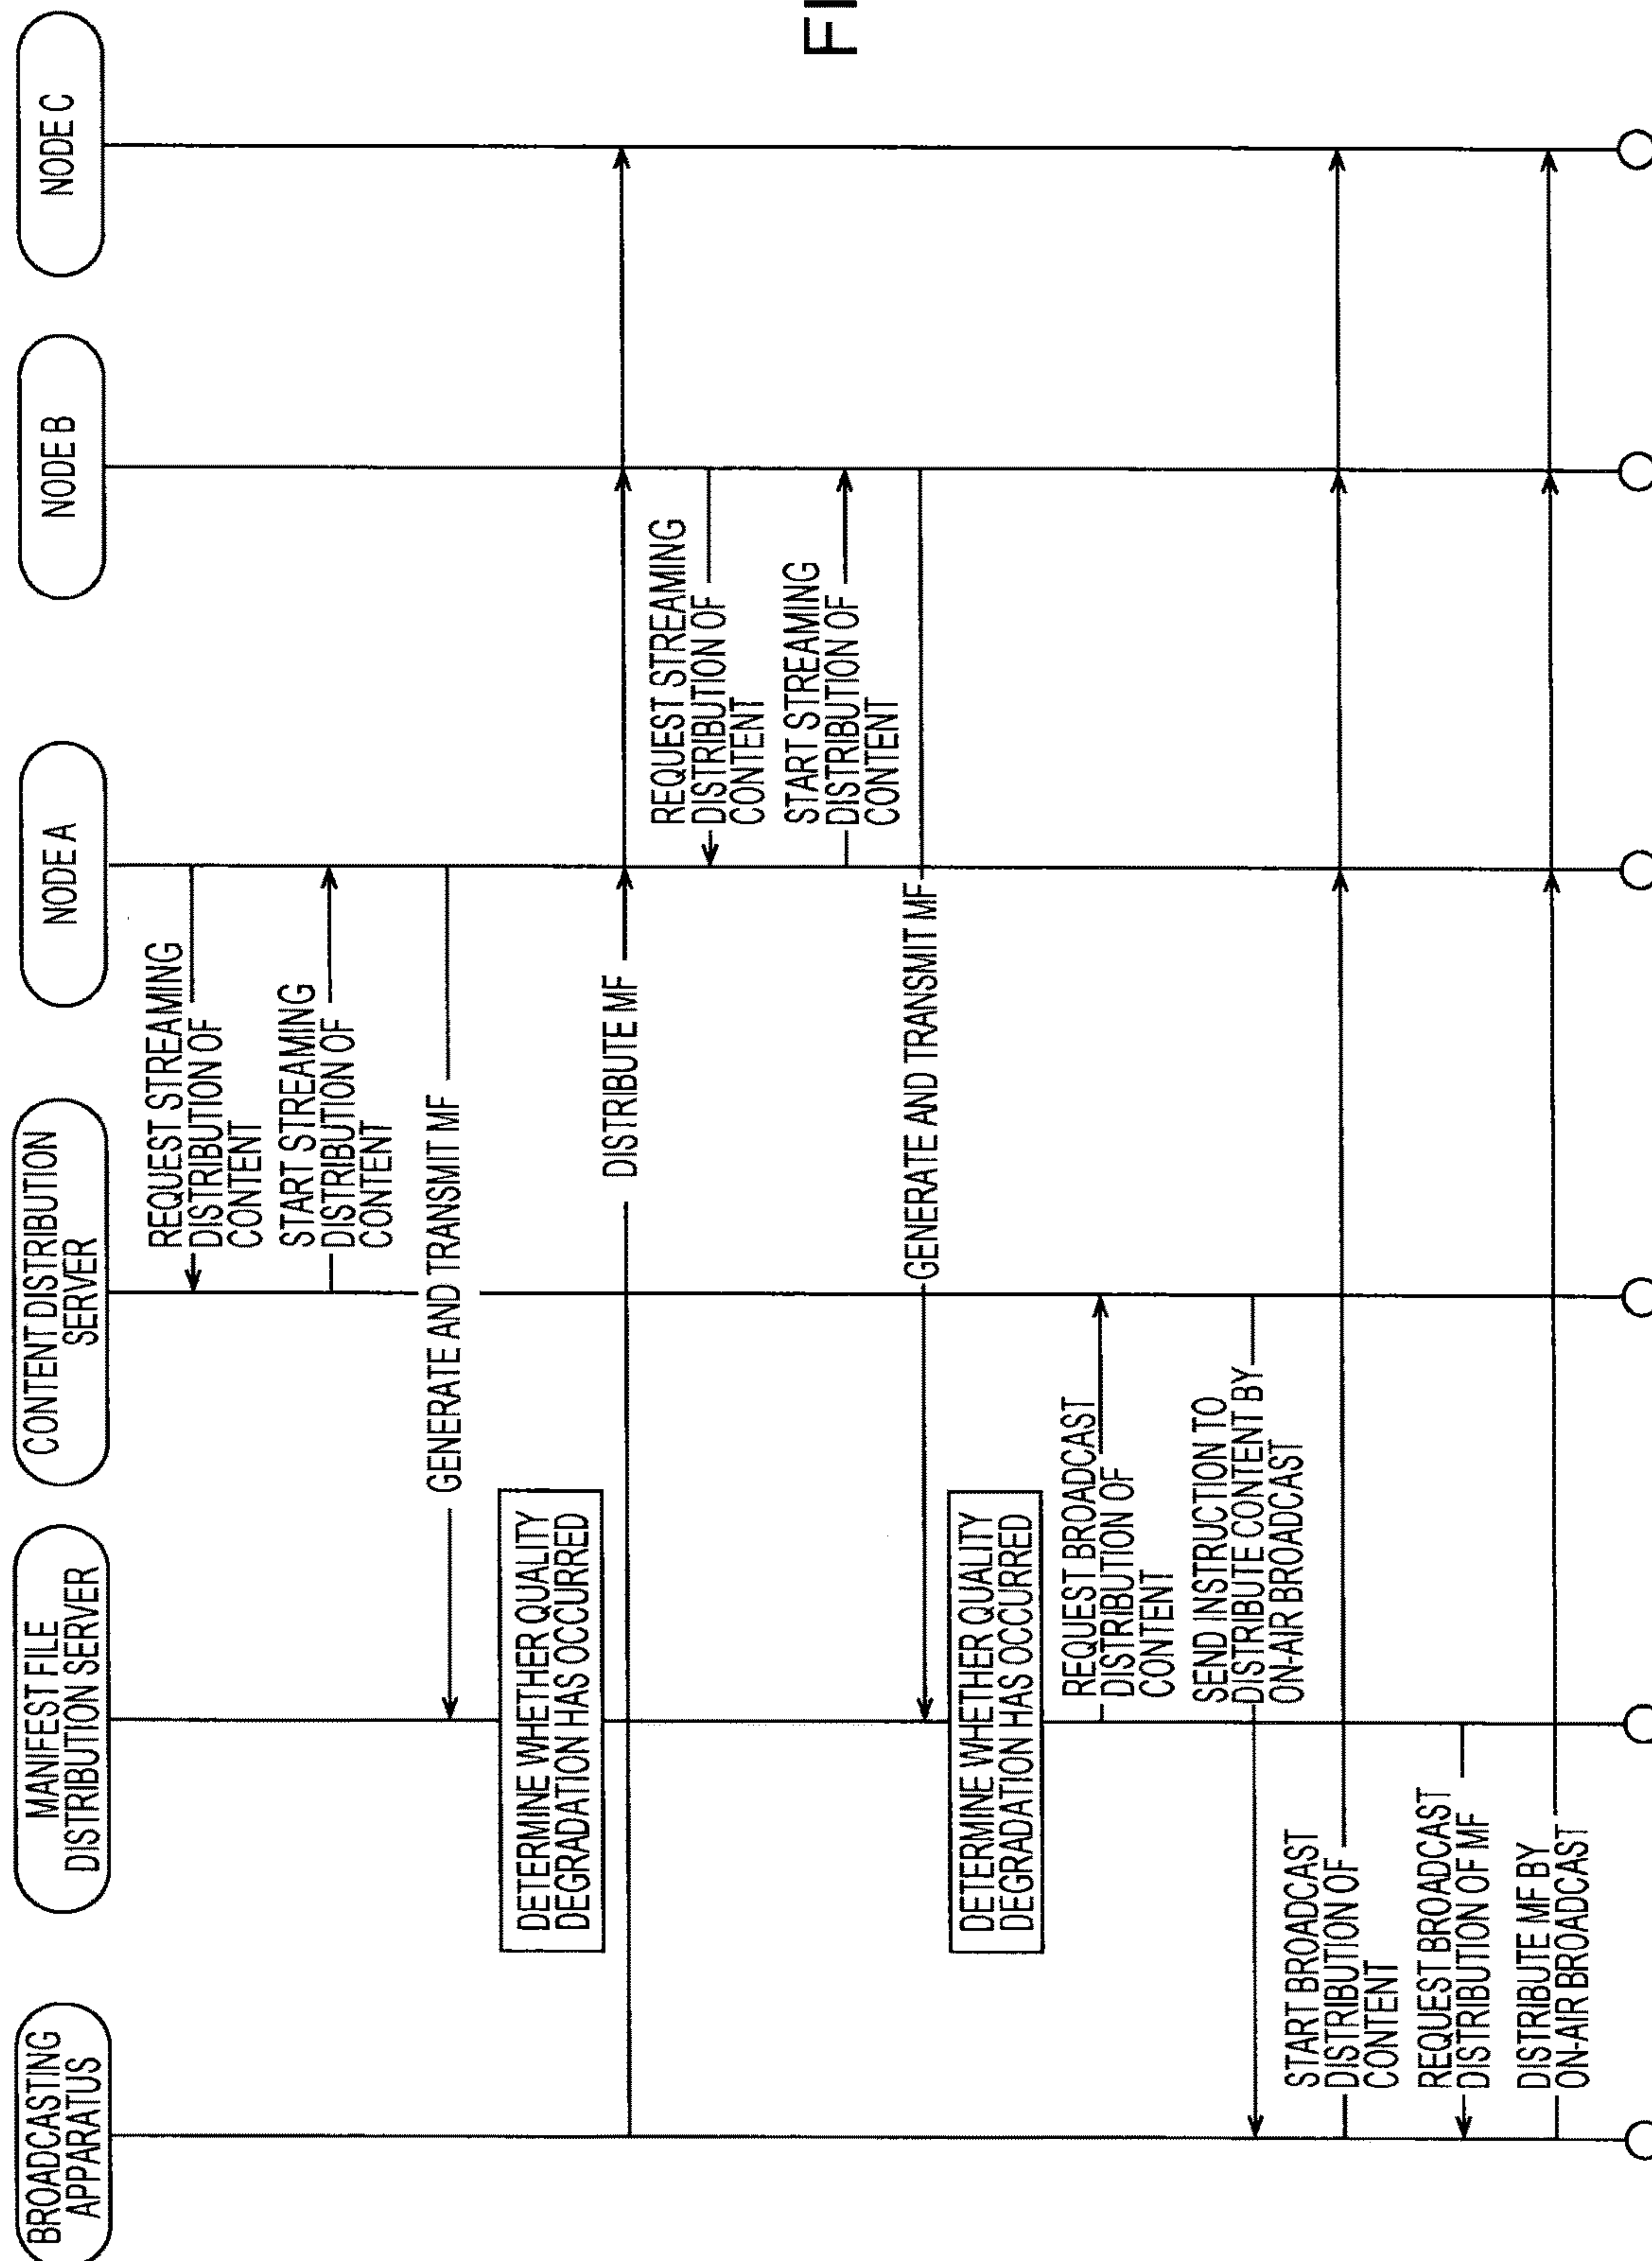 FI
BROADCASTING
APPARATUS
MANIFEST FILE
DISTRIBUTION SERVER
CONTENT DISTRIBUTION
SERVER
NODE A
NODE B
NODE C
REQUEST STREAMING
DISTRIBUTION OF
CONTENT
START STREAMING
DISTRIBUTION OF
CONTENT
GENERATE AND TRANSMIT MF
DETERMINE WHETHER QUALITY
DEGRADATION HAS OCCURRED
DISTRIBUTE MF
REQUEST STREAMING
DISTRIBUTION OF
CONTENT
START STREAMING
DISTRIBUTION OF
CONTENT
GENERATE AND TRANSMIT MF
DETERMINE WHETHER QUALITY
DEGRADATION HAS OCCURRED
REQUEST BROADCAST
DISTRIBUTION OF
CONTENT
SEND INSTRUCTION TO
DISTRIBUTE CONTENT BY
ON-AIR BROADCAST
START BROADCAST
DISTRIBUTION OF
CONTENT
REQUEST BROADCAST
DISTRIBUTION OF MF
DISTRIBUTE MF BY
ON-AIR BROADCAST